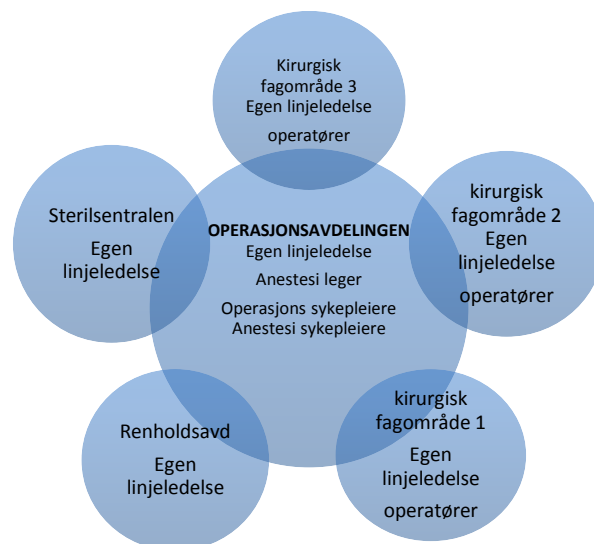 Kirurgisk
fagområde 3
Egen linjeledelse
operatører
Sterilsentralen
Egen
linjeledelse
OPERASJONSAVDELINGEN
Egen linjeledelse
Anestesi leger
Operasjons sykepleiere
Anestesi sykepleiere
kirurgisk
fagområde 2
Egen
linjeledelse
operatører
Renholdsavd
Egen
linjeledelse
kirurgisk
fagområde 1
Egen
linjeledelse
operatører